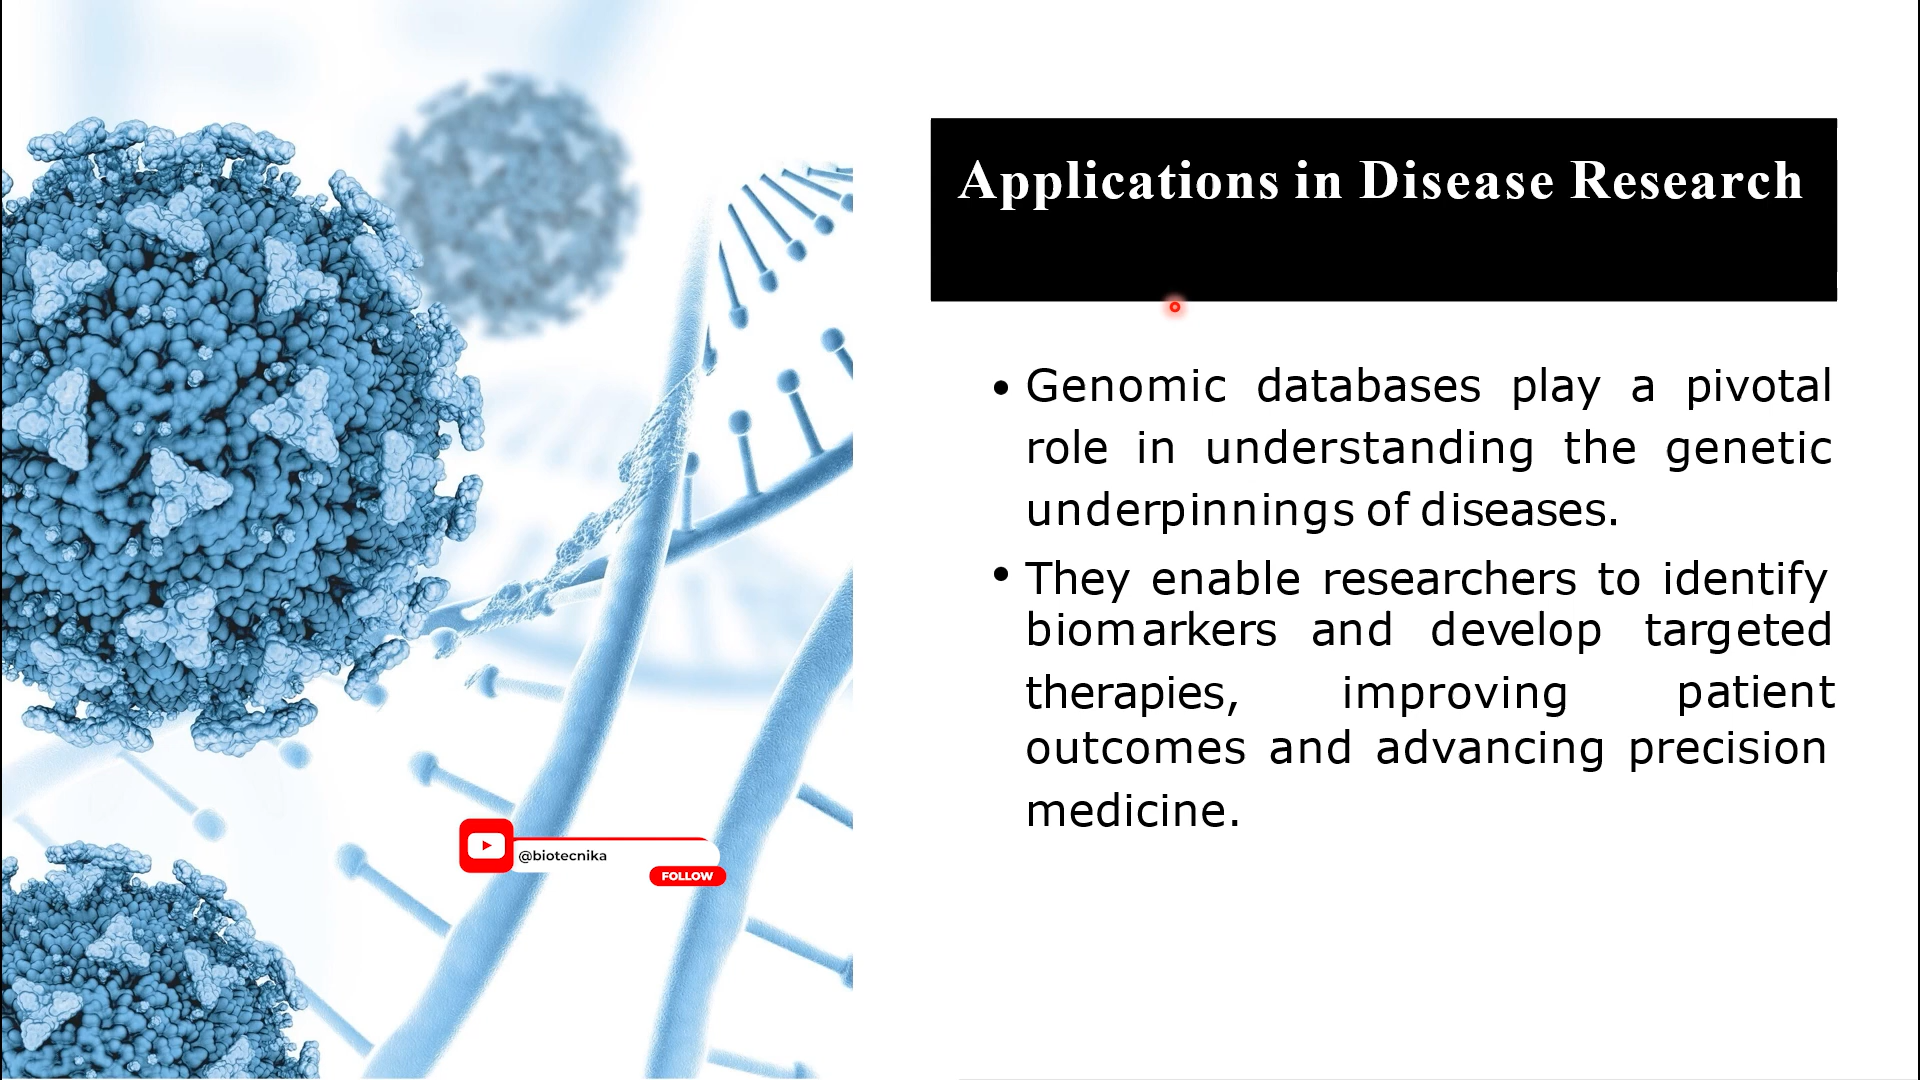 Applications in Disease Research
• Genomic databases play a pivotal
role in understanding the genetic
underpinnings of diseases.
• They enable researchers to identify
biomarkers and develop targeted
therapies, improving patient
outcomes and advancing precision
medicine.
@biotecnika
FOLLOW